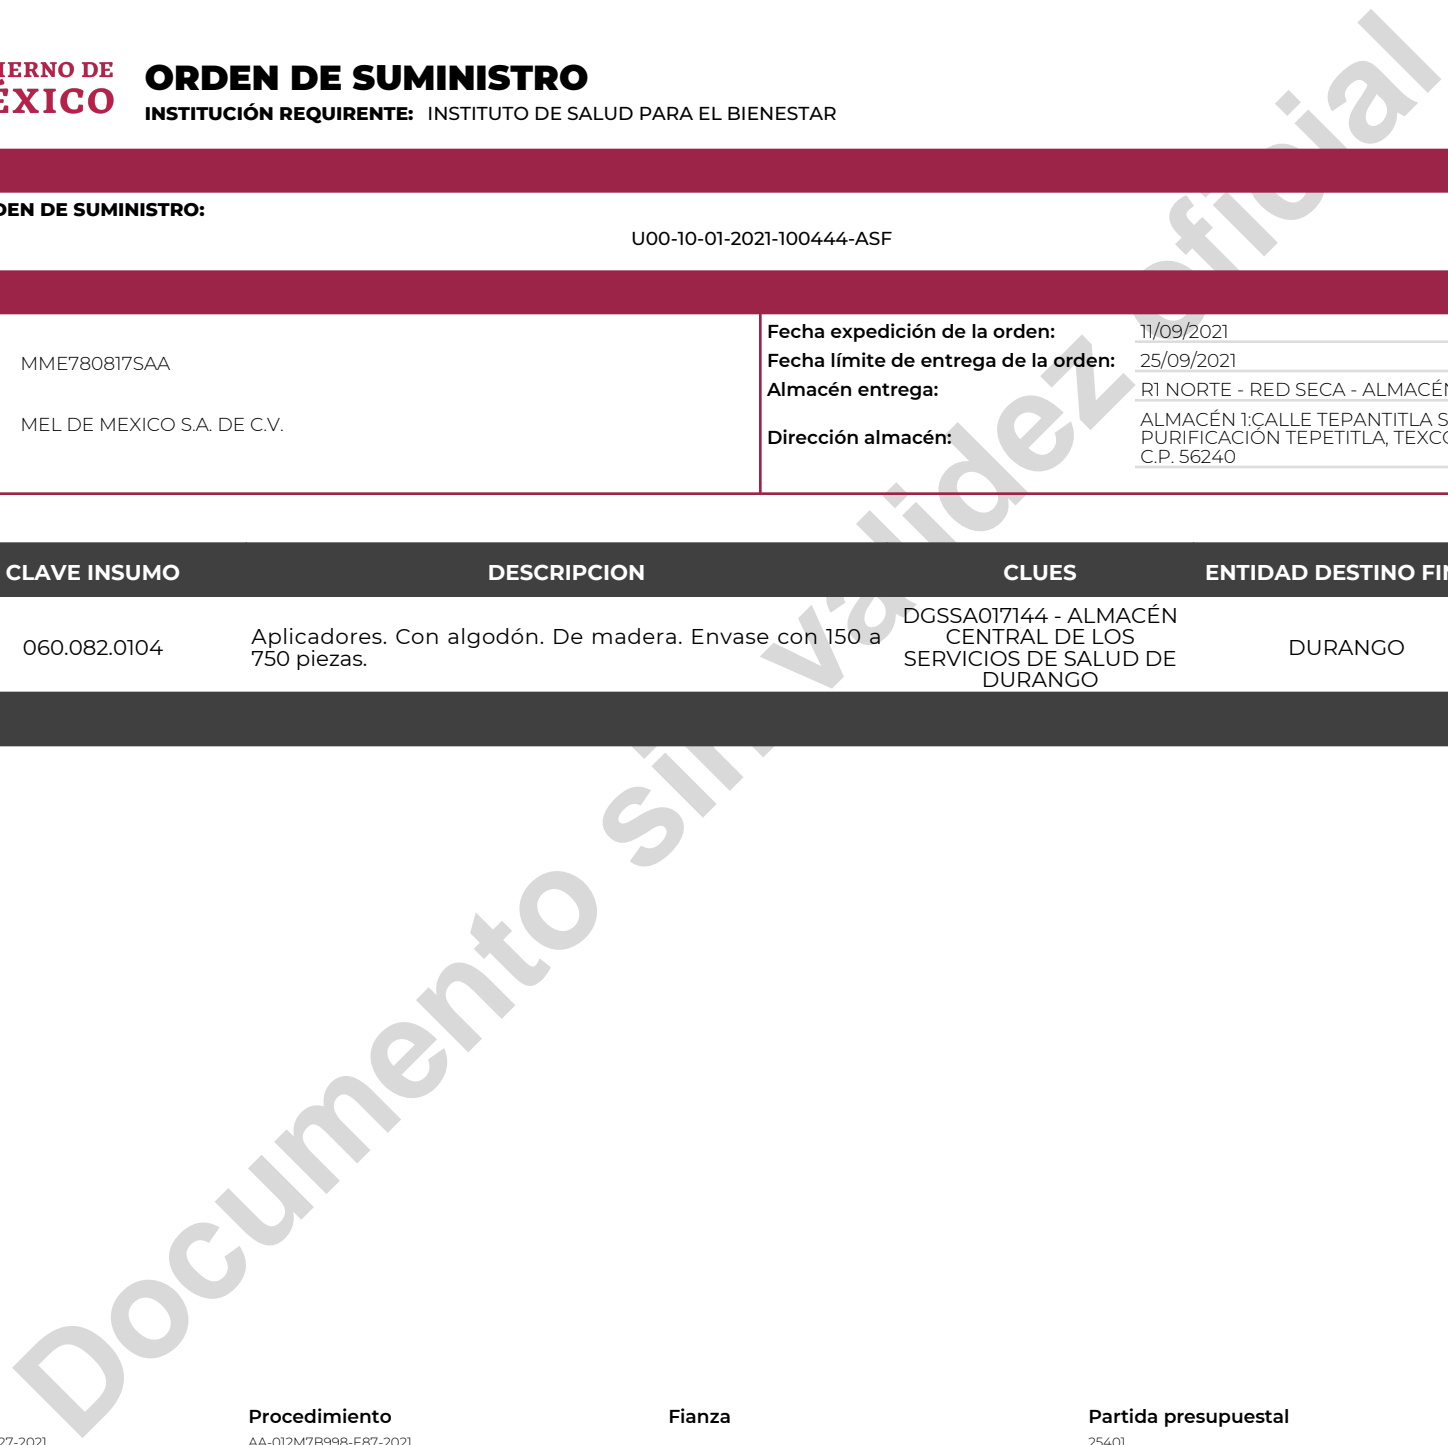 IERNO DE
ÉXICO
ORDEN DE SUMINISTRO
INSTITUCIÓN REQUIRENTE: INSTITUTO DE SALUD PARA EL BIENESTAR
DEN DE SUMINISTRO:
U00-10-01-2021-100444-ASF
MME780817SAA
MEL DE MEXICO S.A. DE C.V.
Fecha expedición de la orden: 11/09/2021
Fecha límite de entrega de la orden: 25/09/2021
Almacén entrega: R1 NORTE - RED SECA - ALMACÉN
Dirección almacén:
ALMACÉN 1:CALLE TEPANTITLA S
PURIFICACIÓN TEPETITLA, TEXCO
C.P. 56240
CLAVE INSUMO DESCRIPCION CLUES ENTIDAD DESTINO FIN
060.082.0104
Aplicadores. Con algodón. De madera. Envase con 150 a
750 piezas.
DGSSA017144 - ALMACÉN
CENTRAL DE LOS
SERVICIOS DE SALUD DE
DURANGO
DURANGO
Documento sin validez oficial
Procedimiento Fianza Partida presupuestal
27-2021 AA-012M7B998-E87-2021 25401